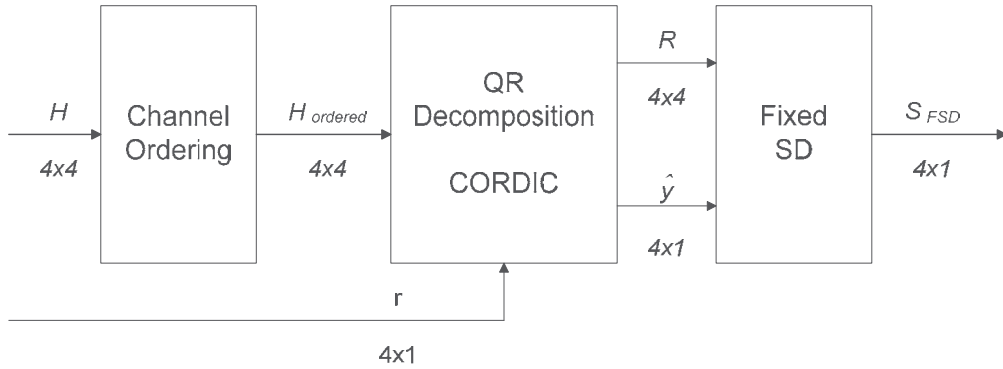 H
4x4
Channel
Ordering
H ordered
4x4
QR
Decomposition
CORDIC
R
4x4
ŷ
4x1
Fixed
SD
S FSD
4x1
r
4x1